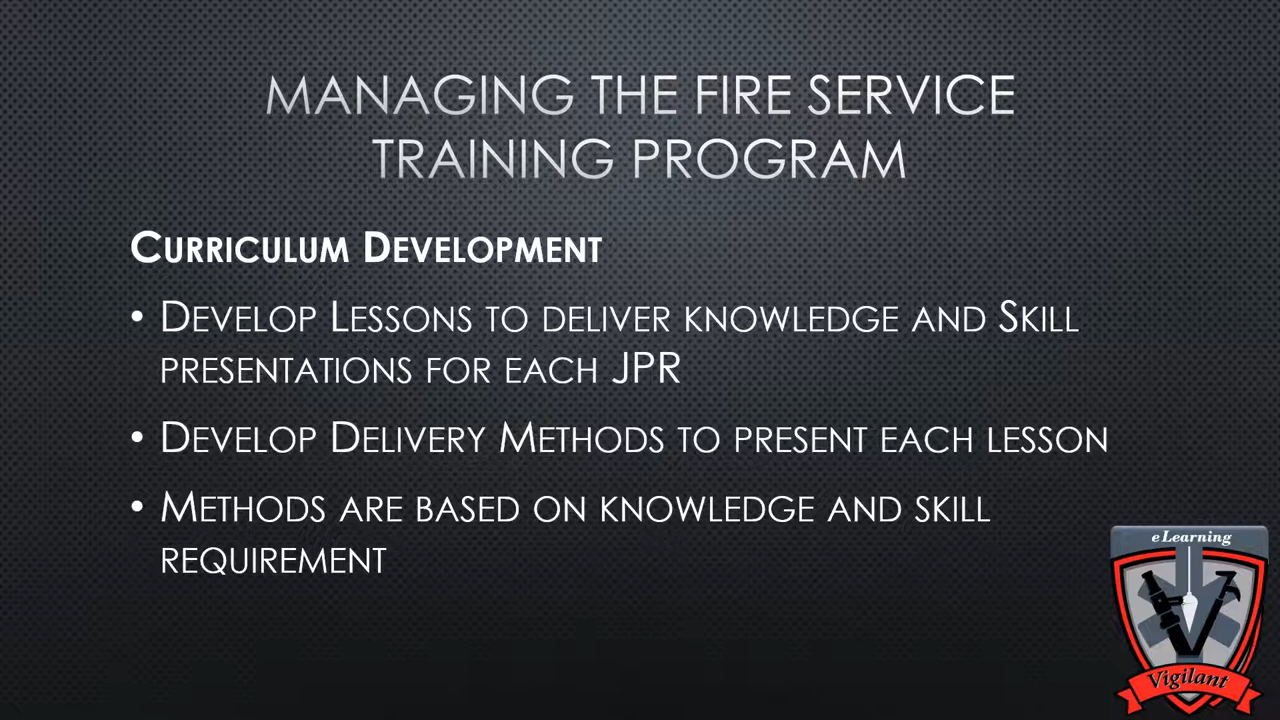 MANAGING THE FIRE SERVICE
TRAINING PROGRAM
CURRICULUM DEVELOPMENT
• DEVELOP LESSONS TO DELIVER KNOWLEDGE AND SKILL
PRESENTATIONS FOR EACH JPR
• DEVELOP DELIVERY METHODS TO PRESENT EACH LESSON
• METHODS ARE BASED ON KNOWLEDGE AND SKILL
REQUIREMENT
eLearning
V
Vigilant